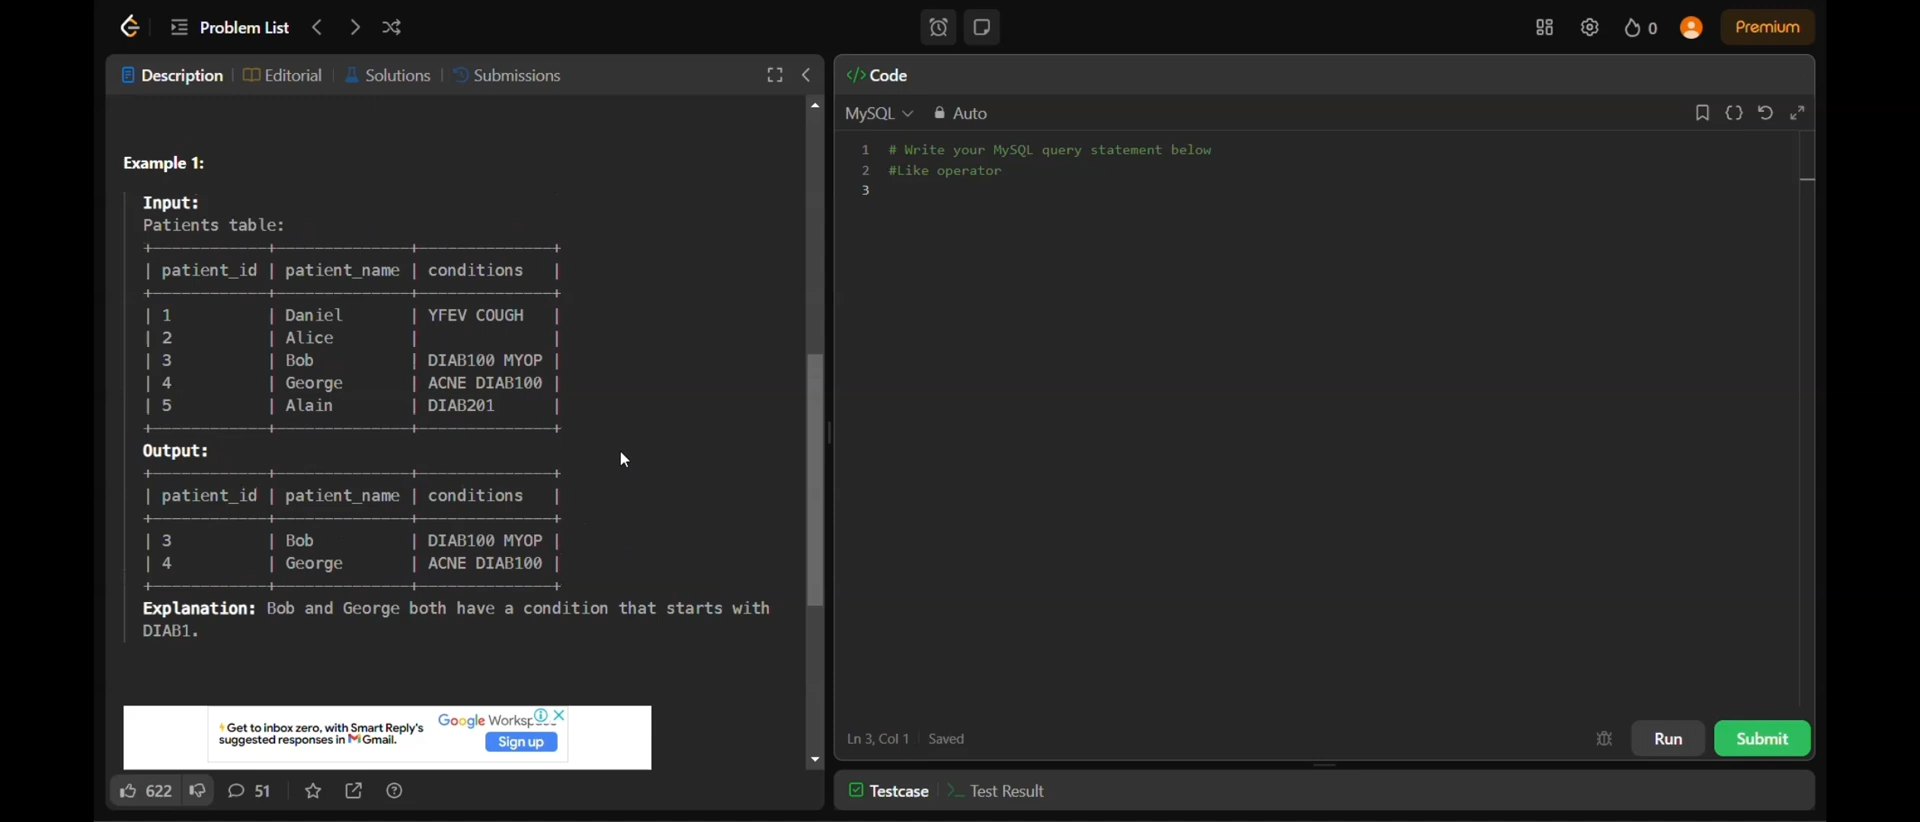 Problem List
0
Premium
Description
Editorial
Solutions
Submissions
Example 1:
Input:
Patients table:
+------------+--------------+--------------+
| patient_id | patient_name | conditions |
+------------+--------------+--------------+
| 1 | Daniel | YFEV COUGH |
| 2 | Alice | |
| 3 | Bob | DIAB100 MYOP |
| 4 | George | ACNE DIAB100 |
| 5 | Alain | DIAB201 |
+------------+--------------+--------------+
Output:
+------------+--------------+--------------+
| patient_id | patient_name | conditions |
+------------+--------------+--------------+
| 3 | Bob | DIAB100 MYOP |
| 4 | George | ACNE DIAB100 |
+------------+--------------+--------------+
Explanation: Bob and George both have a condition that starts with
DIAB1.
Get to inbox zero, with Smart Reply's
suggested responses in M Gmail.
Google
Sign up
622
51
</> Code
MySQL
Auto
1 # Write your MySQL query statement below
2 #Like operator
3
Ln 3, Col 1
Saved
Run
Submit
Testcase
>_ Test Result